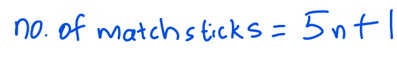 no. of matchsticks = 5n+1